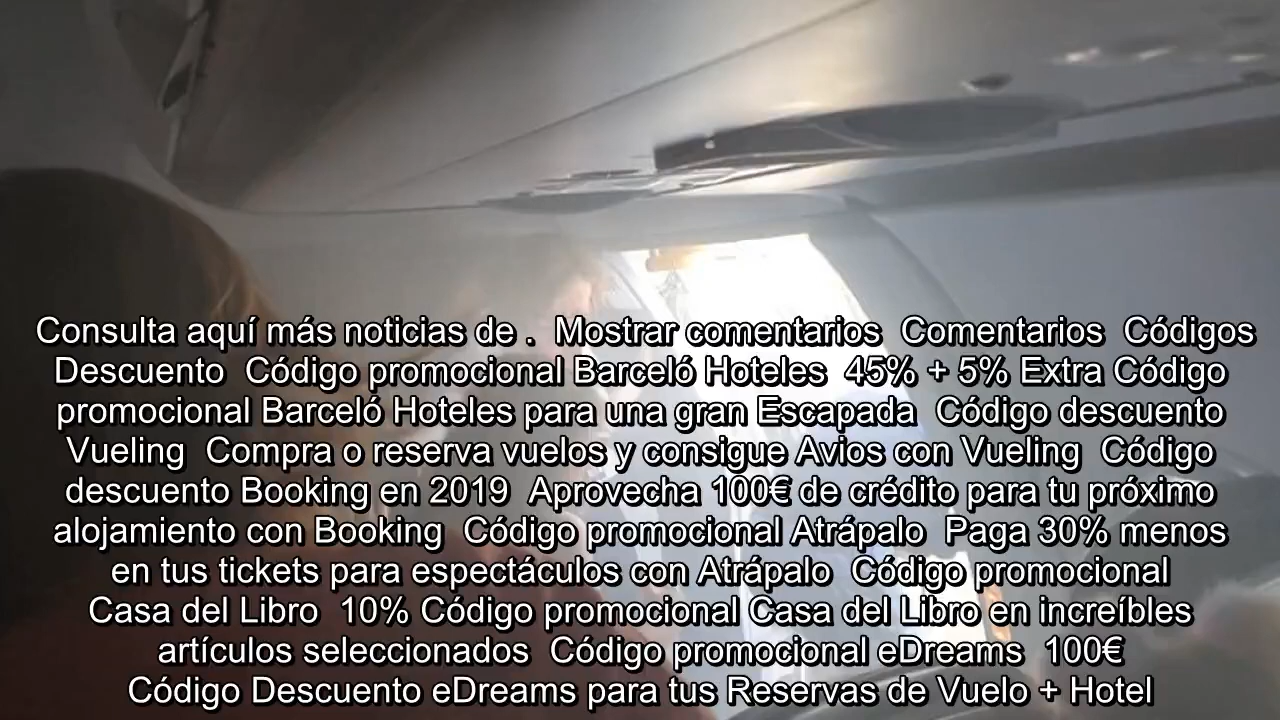 Consulta aquí más noticias de .  Mostrar comentarios  Comentarios  Códigos
Descuento  Código promocional Barceló Hoteles  45% + 5% Extra Código
promocional Barceló Hoteles para una gran Escapada  Código descuento
Vueling  Compra o reserva vuelos y consigue Avios con Vueling  Código
descuento Booking en 2019  Aprovecha 100€ de crédito para tu próximo
alojamiento con Booking  Código promocional Atrápalo  Paga 30% menos
en tus tickets para espectáculos con Atrápalo  Código promocional
Casa del Libro  10% Código promocional Casa del Libro en increíbles
artículos seleccionados  Código promocional eDreams  100€
Código Descuento eDreams para tus Reservas de Vuelo + Hotel